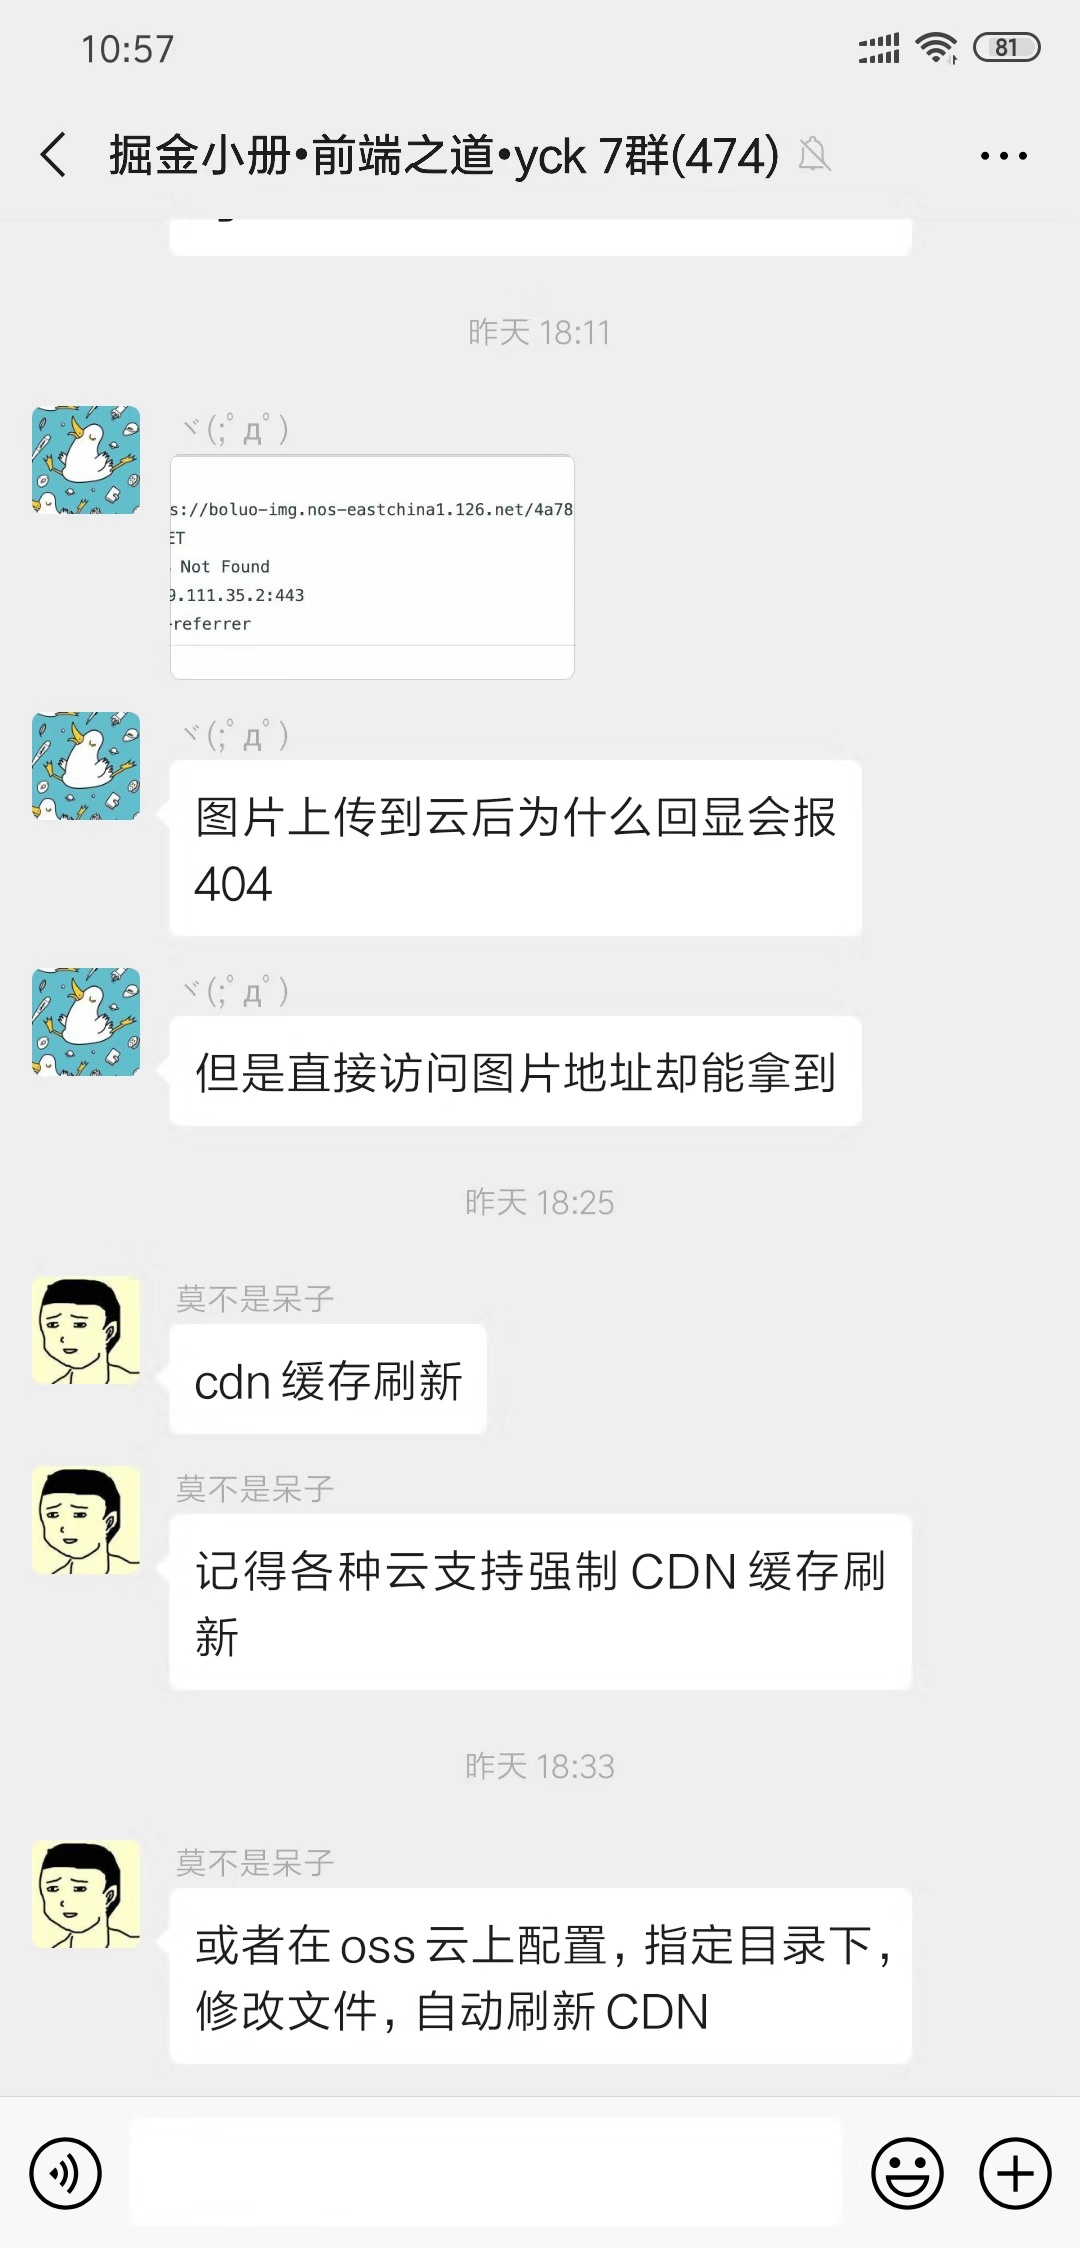 10:57
81
掘金小册•前端之道•yck 7群(474)
昨天 18:11
ヾ(;ﾟдﾟ)
s://boluo-img.nos-eastchina1.126.net/4a78
ET
Not Found
9.111.35.2:443
-referrer
ヾ(;ﾟдﾟ)
图片上传到云后为什么回显会报
404
ヾ(;ﾟдﾟ)
但是直接访问图片地址却能拿到
昨天 18:25
莫不是呆子
cdn 缓存刷新
莫不是呆子
记得各种云支持强制 CDN 缓存刷
新
昨天 18:33
莫不是呆子
或者在 oss 云上配置，指定目录下，
修改文件，自动刷新 CDN